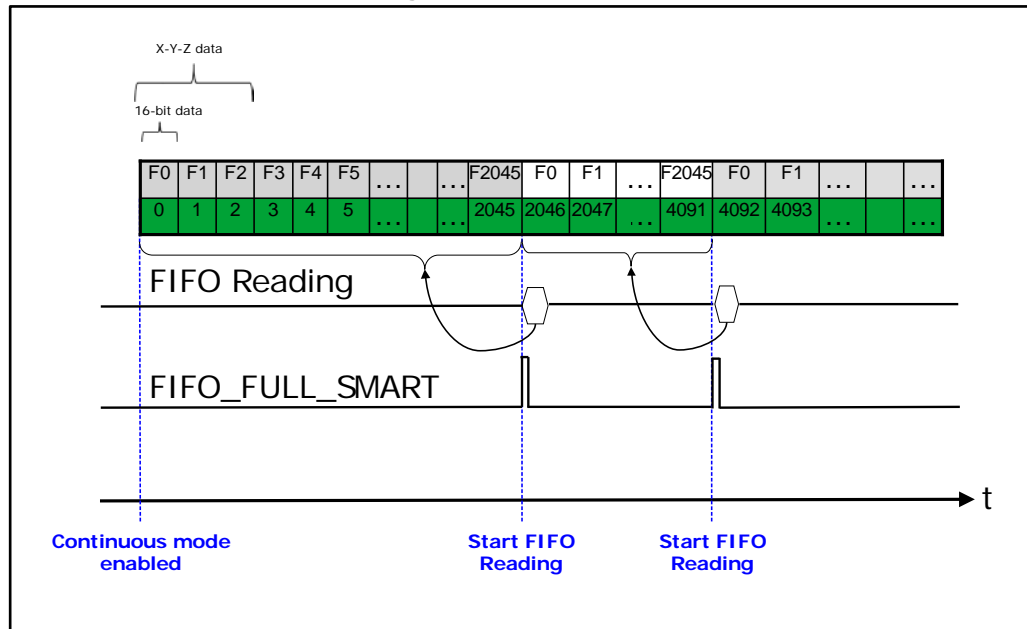 X-Y-Z data
16-bit data
F0 F1 F2 F3 F4 F5 ... ... F2045 F0 F1 ... F2045 F0 F1 ... ...
0 1 2 3 4 5 ... ... 2045 2046 2047 ... 4091 4092 4093 ... ...
FIFO Reading
FIFO_FULL_SMART
t
Continuous mode enabled
Start FIFO Reading
Start FIFO Reading